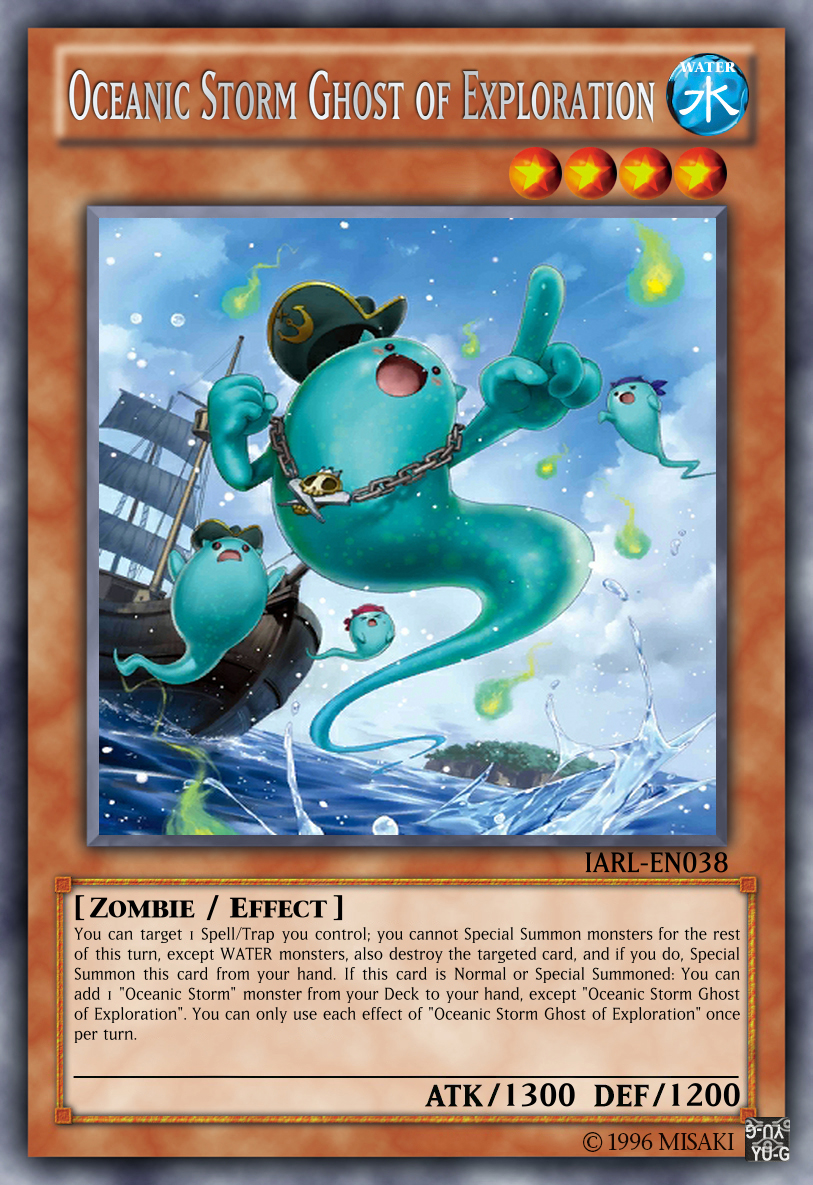 OCEANIC STORM GHOST OF EXPLORATION
WATER
水
IARL-EN038
[ ZOMBIE / EFFECT ]
You can target 1 Spell/Trap you control; you cannot Special Summon monsters for the rest
of this turn, except WATER monsters, also destroy the targeted card, and if you do, Special
Summon this card from your hand. If this card is Normal or Special Summoned: You can
add 1 "Oceanic Storm" monster from your Deck to your hand, except "Oceanic Storm Ghost
of Exploration". You can only use each effect of "Oceanic Storm Ghost of Exploration" once
per turn.
ATK/1300 DEF/1200
© 1996 MISAKI
YU-G
YU-G